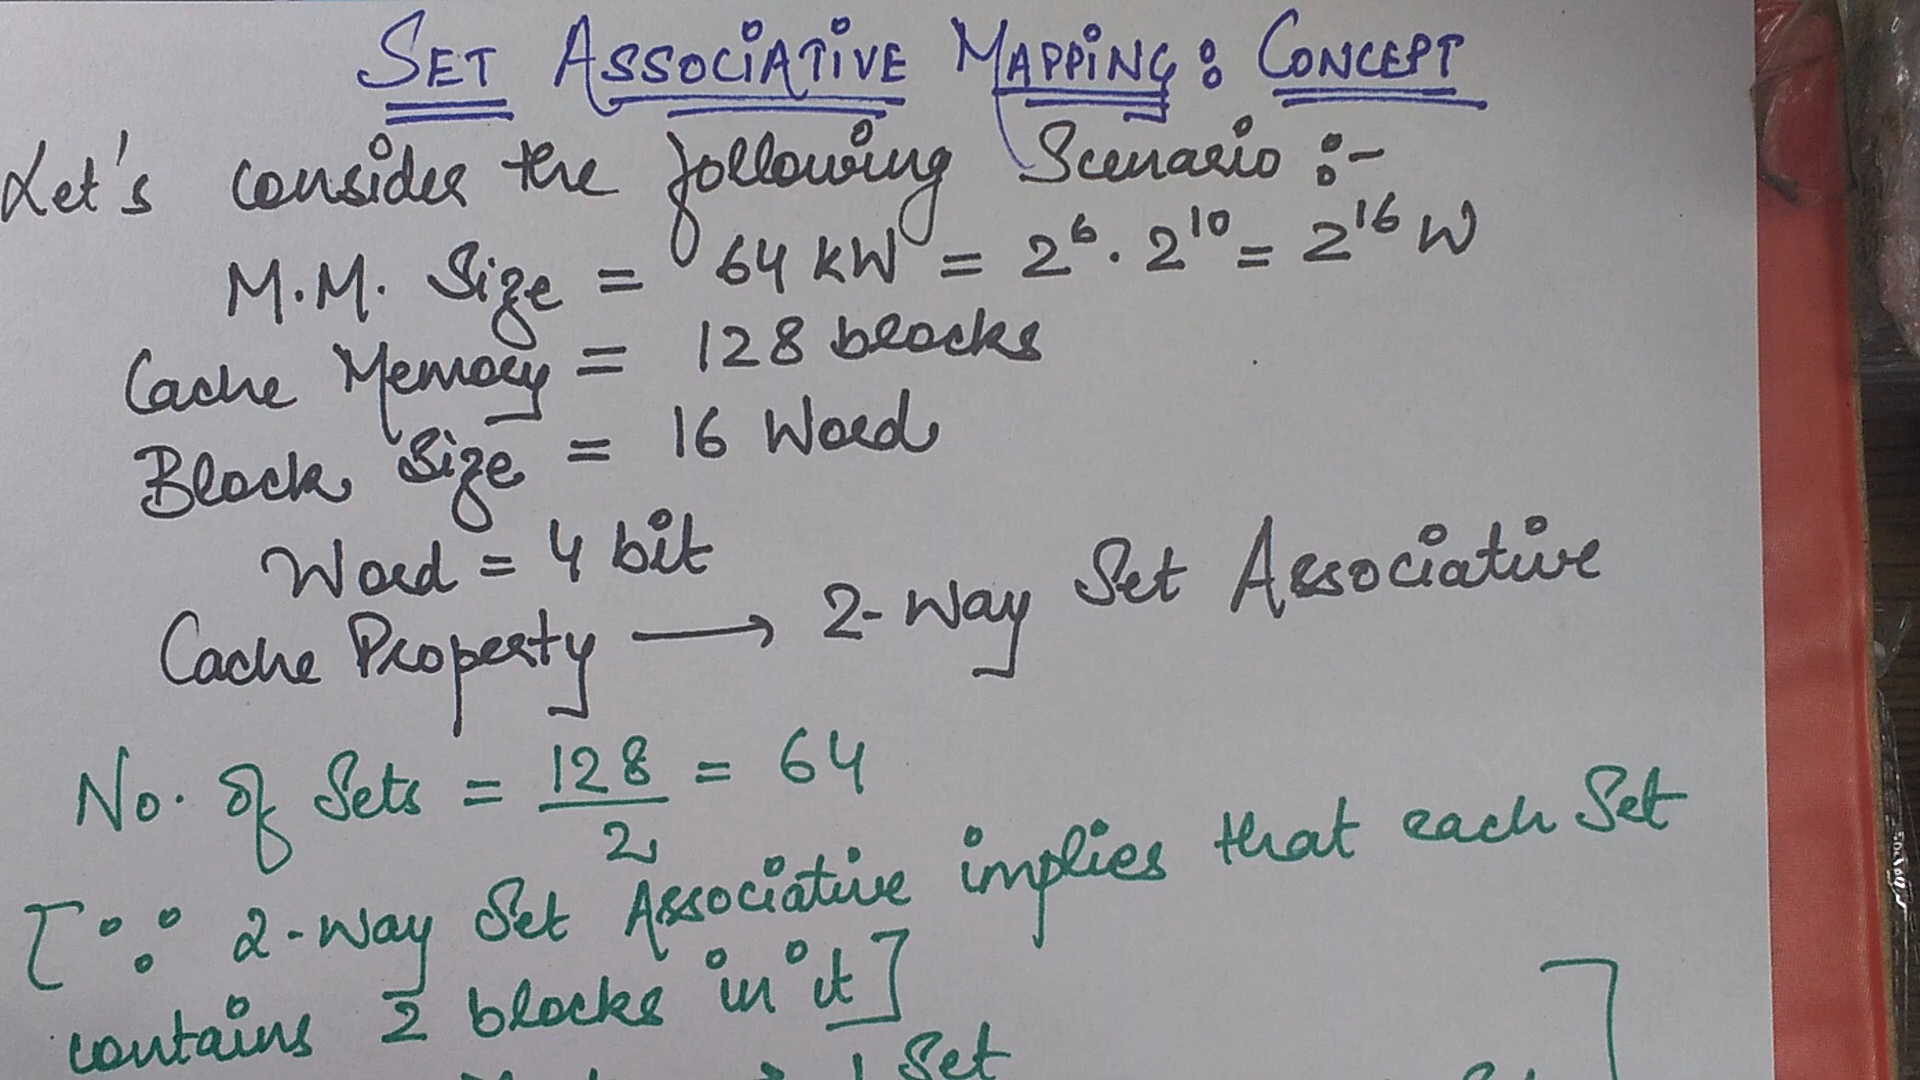 SET ASSOCIATIVE MAPPING: CONCEPT
Let's consider the following Scenario :-
M.M. Size = 64 KW = 2^6 . 2^10 = 2^16 W
Cache Memory = 128 blocks
Block Size = 16 Word
Word = 4 bit
Cache Property → 2-Way Set Associative
No. of Sets = 128/2 = 64
[∵ 2-Way Set Associative implies that each Set
contains 2 blocks in it]
1 Set